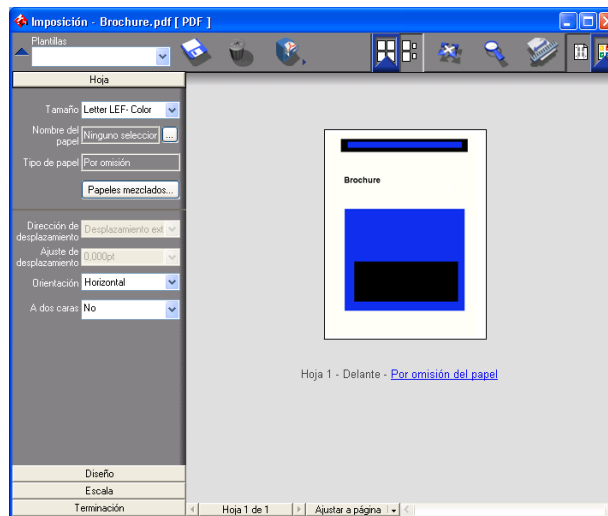 Imposición - Brochure.pdf [ PDF ]
Plantillas
Hoja
Tamaño Letter LEF- Color
Nombre del papel Ninguno seleccior ...
Tipo de papel Por omisión
Papeles mezclados...
Dirección de desplazamiento Desplazamiento ext
Ajuste de desplazamiento 0,000pt
Orientación Horizontal
A dos caras No
Brochure
Hoja 1 - Delante - Por omisión del papel
Diseño
Escala
Terminación
Hoja 1 de 1 Ajustar a página